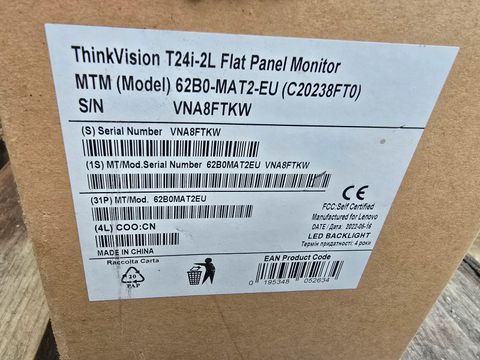 ThinkVision T24i-2L Flat Panel Monitor
MTM (Model) 62B0-MAT2-EU (C20238FT0)
S/N VNA8FTKW
(S) Serial Number VNA8FTKW
(1S) MT/Mod.Serial Number 62B0MAT2EU VNA8FTKW
(31P) MT/Mod. 62B0MAT2EU
(4L) COO:CN
MADE IN CHINA
Raccolta Carta
20
PAP
CE
FCC:Self Certified
Manufactured for Lenovo
DATE / Дата: 2022-06-16
LED BACKLIGHT
Термін придатності: 4 роки
EAN Product Code
0 195348 052634